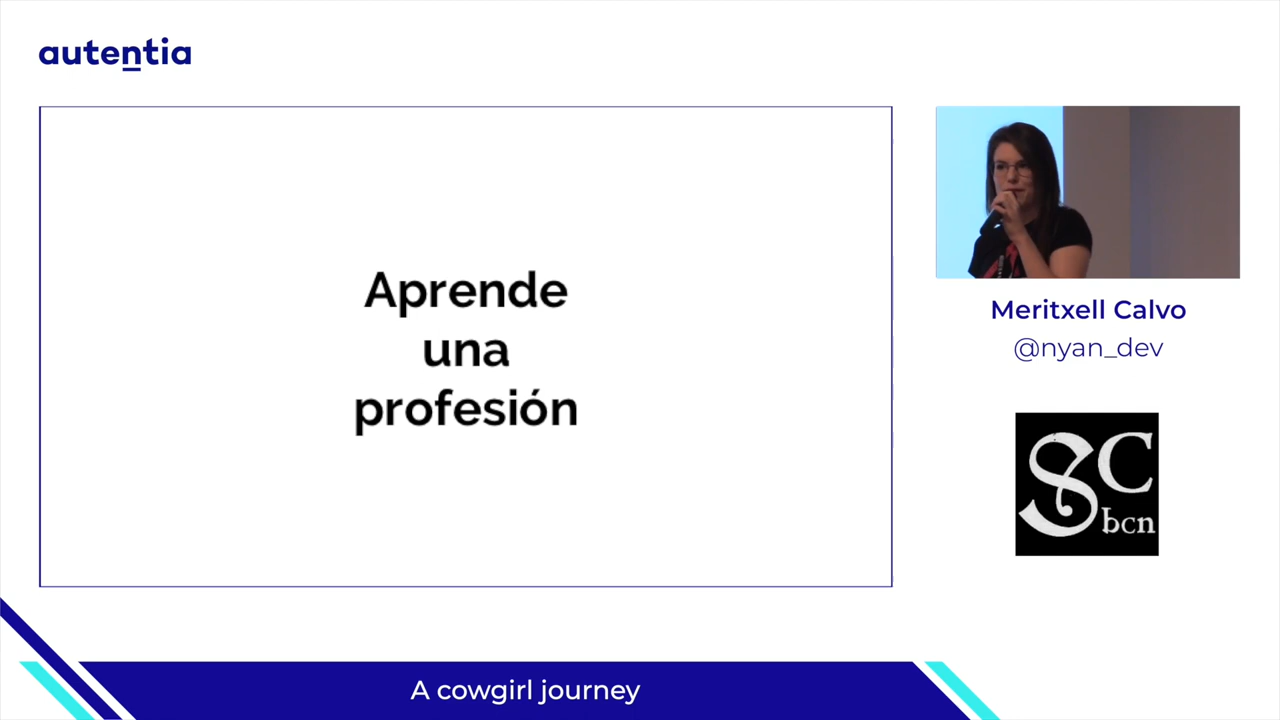 autentia
Aprende
una
profesión
Meritxell Calvo
@nyan_dev
SC
bcn
A cowgirl journey